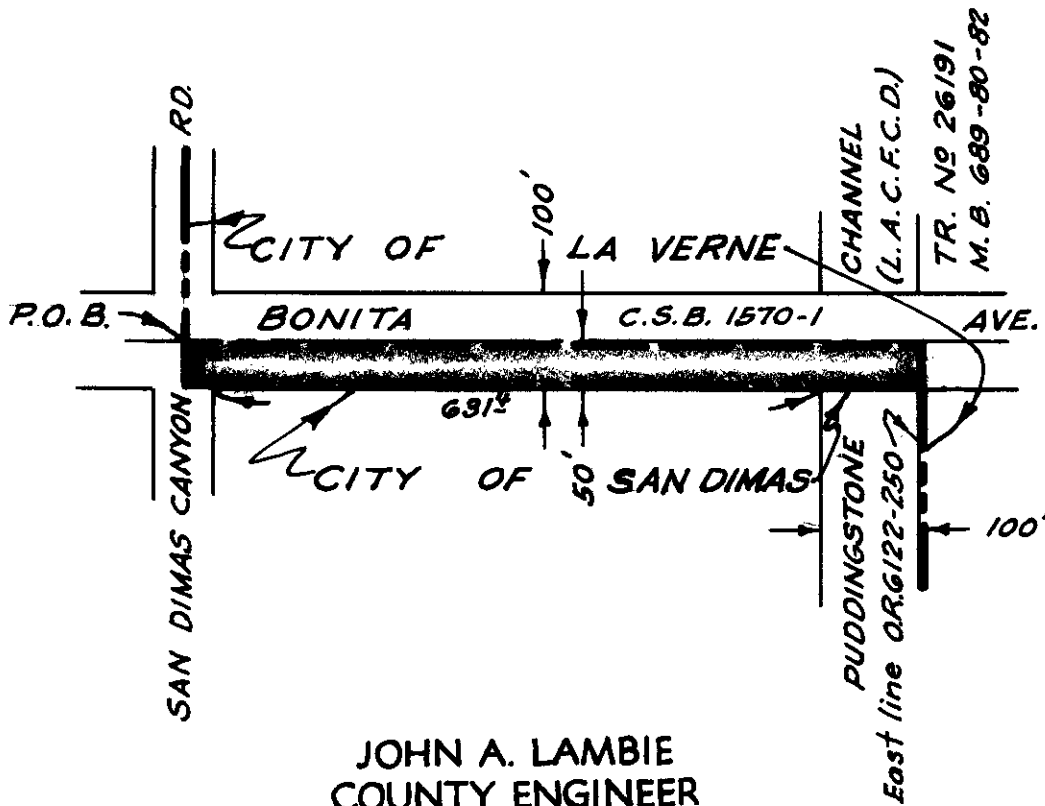 RD.
CHANNEL
(L.A.C.F.C.D.)
TR. Nº 26191
M.B. 689-80-82
CITY OF LA VERNE
100'
P.O.B.
BONITA C.S.B. 1570-1 AVE.
631⁴
CITY OF SAN DIMAS
50'
100'
SAN DIMAS CANYON
PUDDINGSTONE
East line O.R.6122-250
JOHN A. LAMBIE
COUNTY ENGINEER